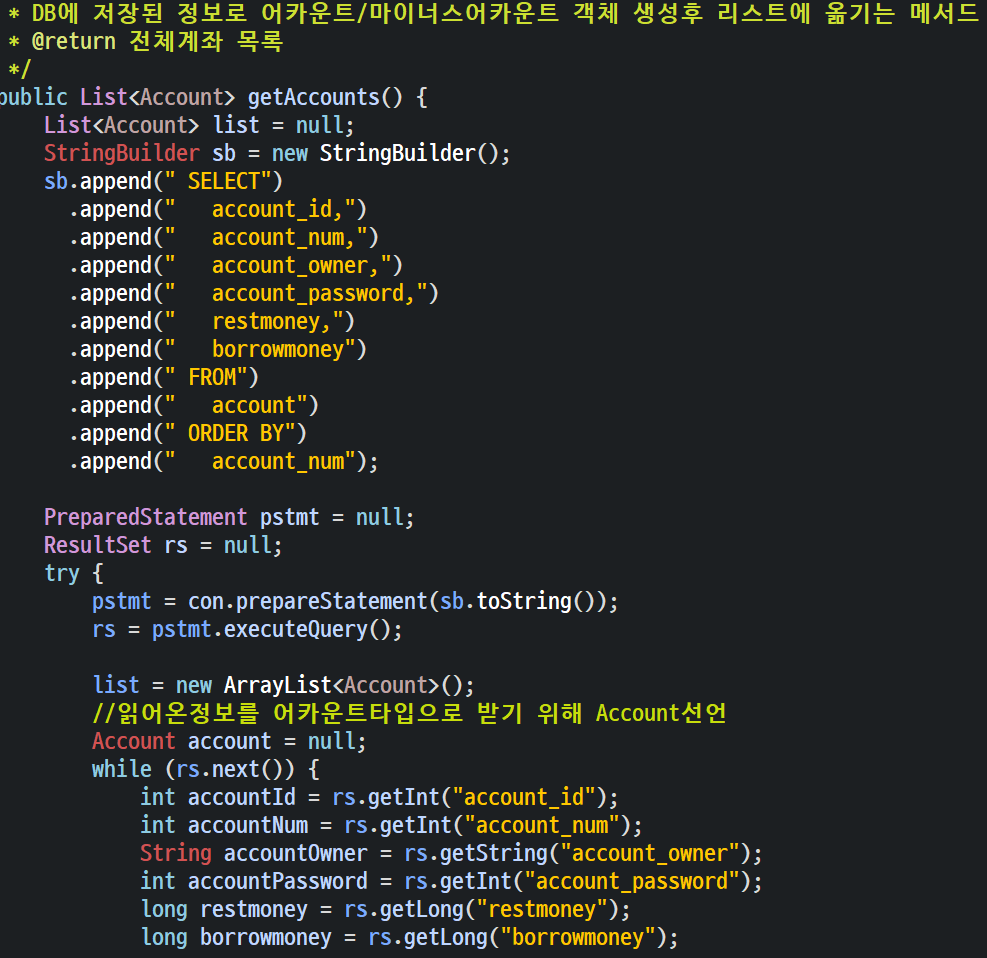 * DB에 저장된 정보로 어카운트/마이너스어카운트 객체 생성후 리스트에 옮기는 메서드
* @return 전체계좌 목록
*/
public List<Account> getAccounts() {
    List<Account> list = null;
    StringBuilder sb = new StringBuilder();
    sb.append(" SELECT")
      .append("   account_id,")
      .append("   account_num,")
      .append("   account_owner,")
      .append("   account_password,")
      .append("   restmoney,")
      .append("   borrowmoney")
      .append(" FROM")
      .append("   account")
      .append(" ORDER BY")
      .append("   account_num");
    PreparedStatement pstmt = null;
    ResultSet rs = null;
    try {
        pstmt = con.prepareStatement(sb.toString());
        rs = pstmt.executeQuery();
        list = new ArrayList<Account>();
        //읽어온정보를 어카운트타입으로 받기 위해 Account선언
        Account account = null;
        while (rs.next()) {
            int accountId = rs.getInt("account_id");
            int accountNum = rs.getInt("account_num");
            String accountOwner = rs.getString("account_owner");
            int accountPassword = rs.getInt("account_password");
            long restmoney = rs.getLong("restmoney");
            long borrowmoney = rs.getLong("borrowmoney");